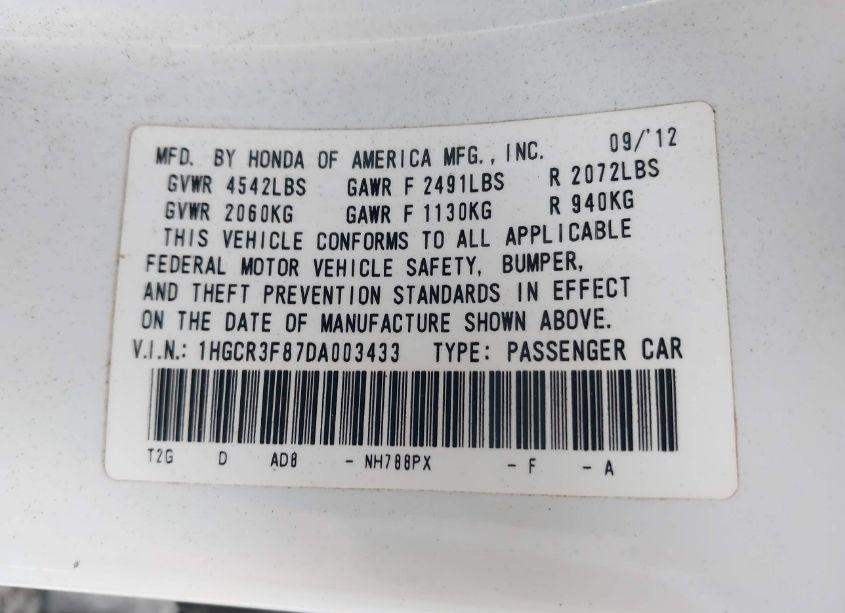 MFD. BY HONDA OF AMERICA MFG., INC. 09/'12
GVWR 4542LBS GAWR F 2491LBS R 2072LBS
GVWR 2060KG GAWR F 1130KG R 940KG
THIS VEHICLE CONFORMS TO ALL APPLICABLE
FEDERAL MOTOR VEHICLE SAFETY, BUMPER,
AND THEFT PREVENTION STANDARDS IN EFFECT
ON THE DATE OF MANUFACTURE SHOWN ABOVE.
V.I.N.: 1HGCR3F87DA003433 TYPE: PASSENGER CAR
T2G D AD8 - NH788PX - F - A